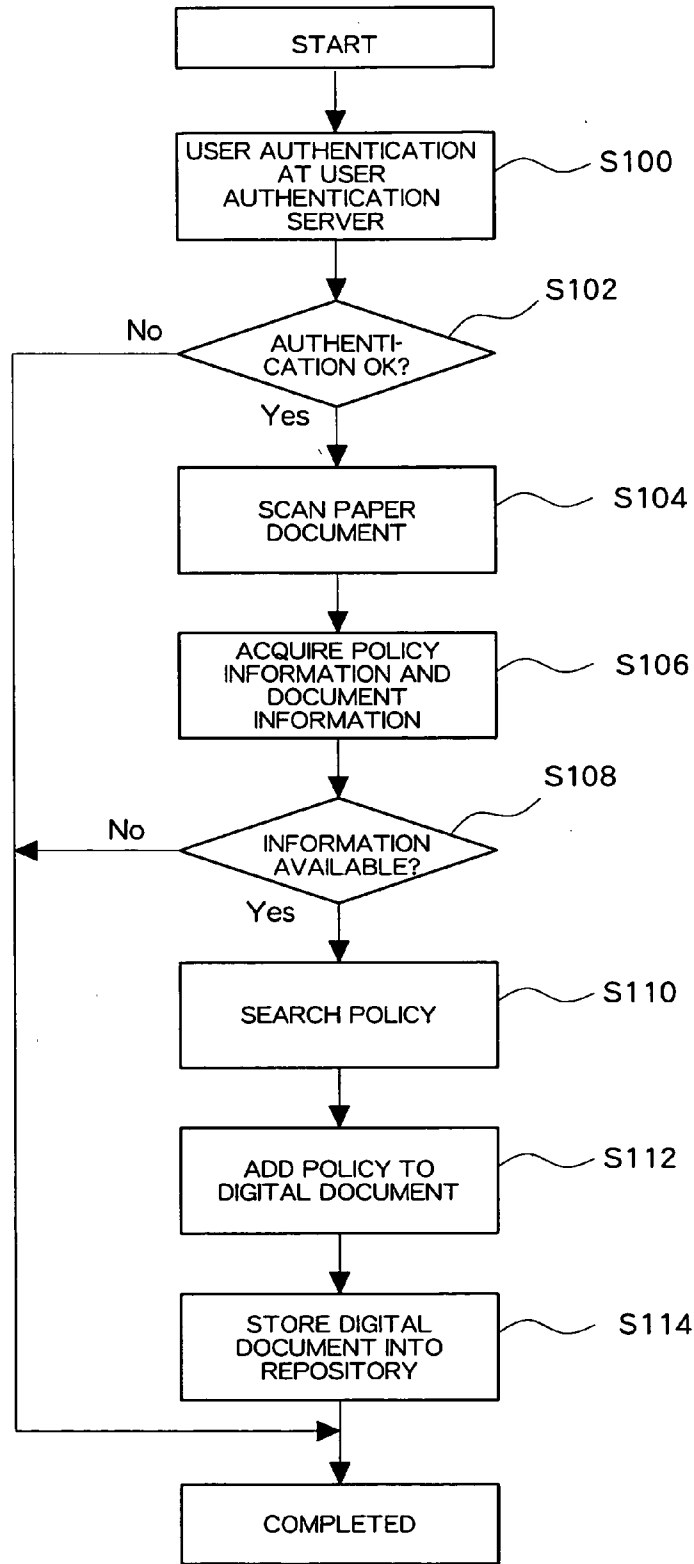 START
USER AUTHENTICATION
AT USER
AUTHENTICATION
SERVER
S100
S102
No
AUTHENTI-
CATION OK?
Yes
SCAN PAPER
DOCUMENT
S104
ACQUIRE POLICY
INFORMATION AND
DOCUMENT
INFORMATION
S106
S108
No
INFORMATION
AVAILABLE?
Yes
SEARCH POLICY
S110
ADD POLICY TO
DIGITAL DOCUMENT
S112
STORE DIGITAL
DOCUMENT INTO
REPOSITORY
S114
COMPLETED